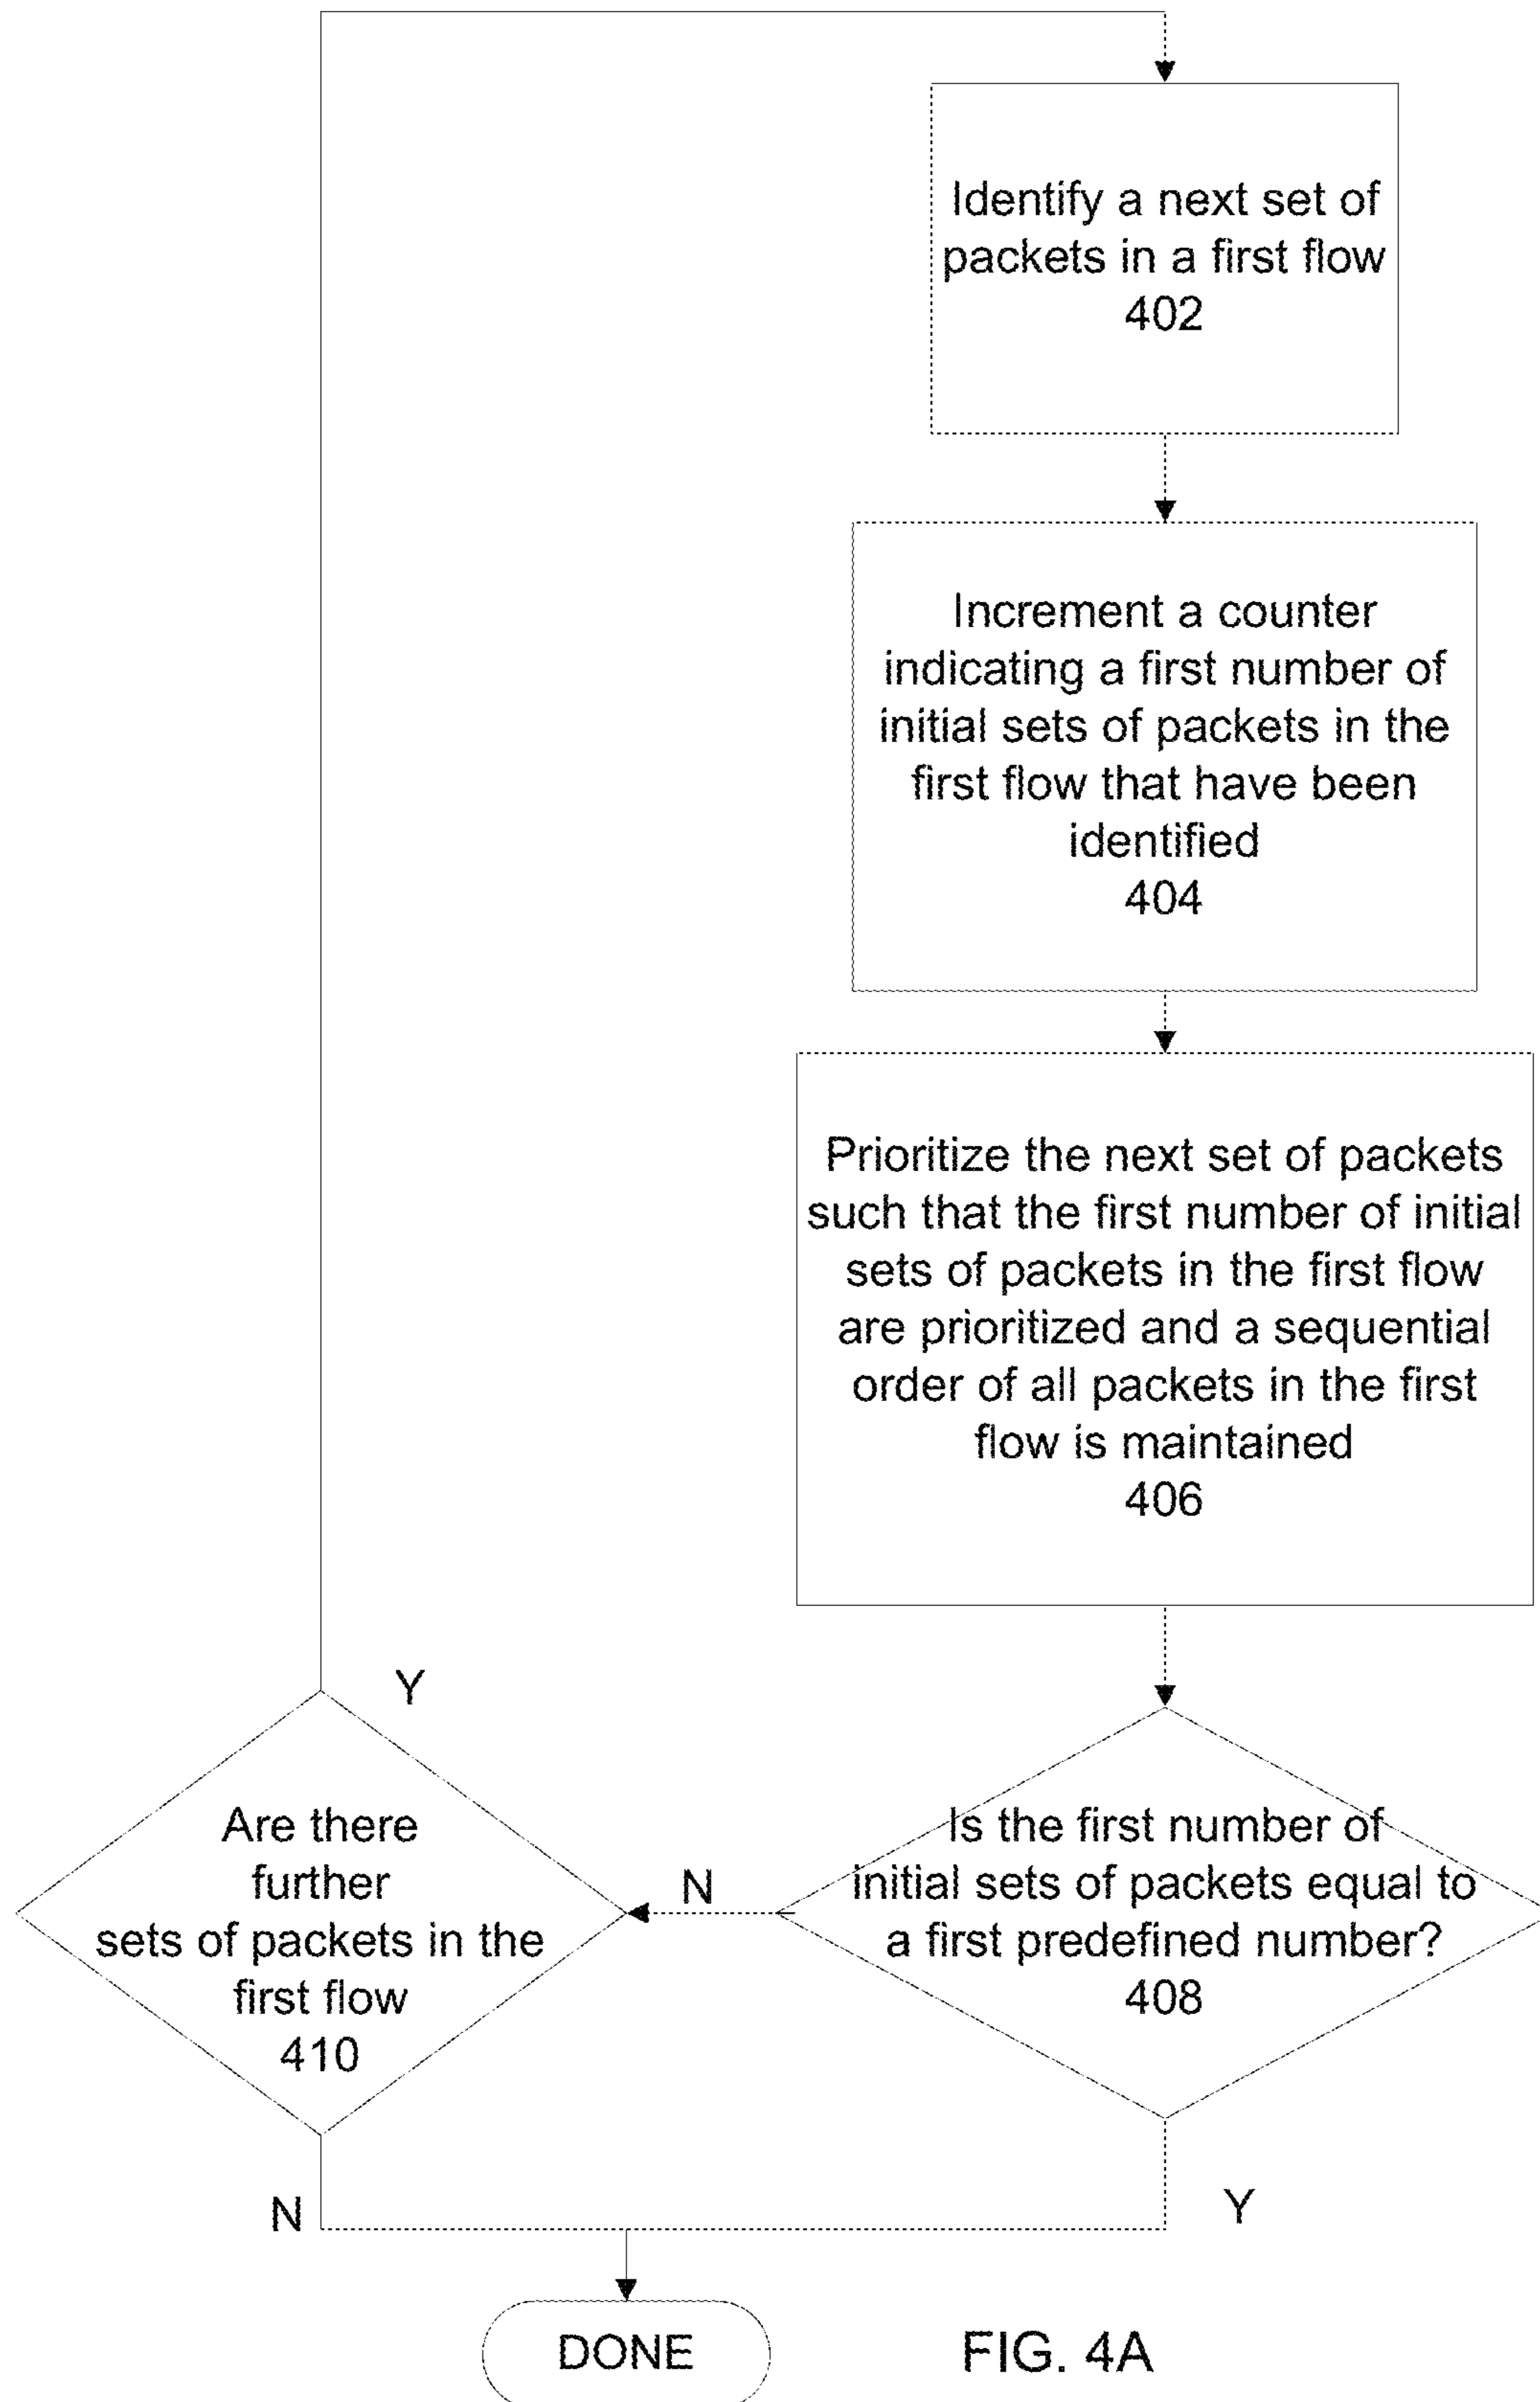 Identify a next set of
packets in a first flow
402
Increment a counter
indicating a first number of
initial sets of packets in the
first flow that have been
identified
404
Prioritize the next set of packets
such that the first number of initial
sets of packets in the first flow
are prioritized and a sequential
order of all packets in the first
flow is maintained
406
Is the first number of
initial sets of packets equal to
a first predefined number?
408
N
Y
Y
Are there
further
sets of packets in the
first flow
410
N
DONE
FIG. 4A